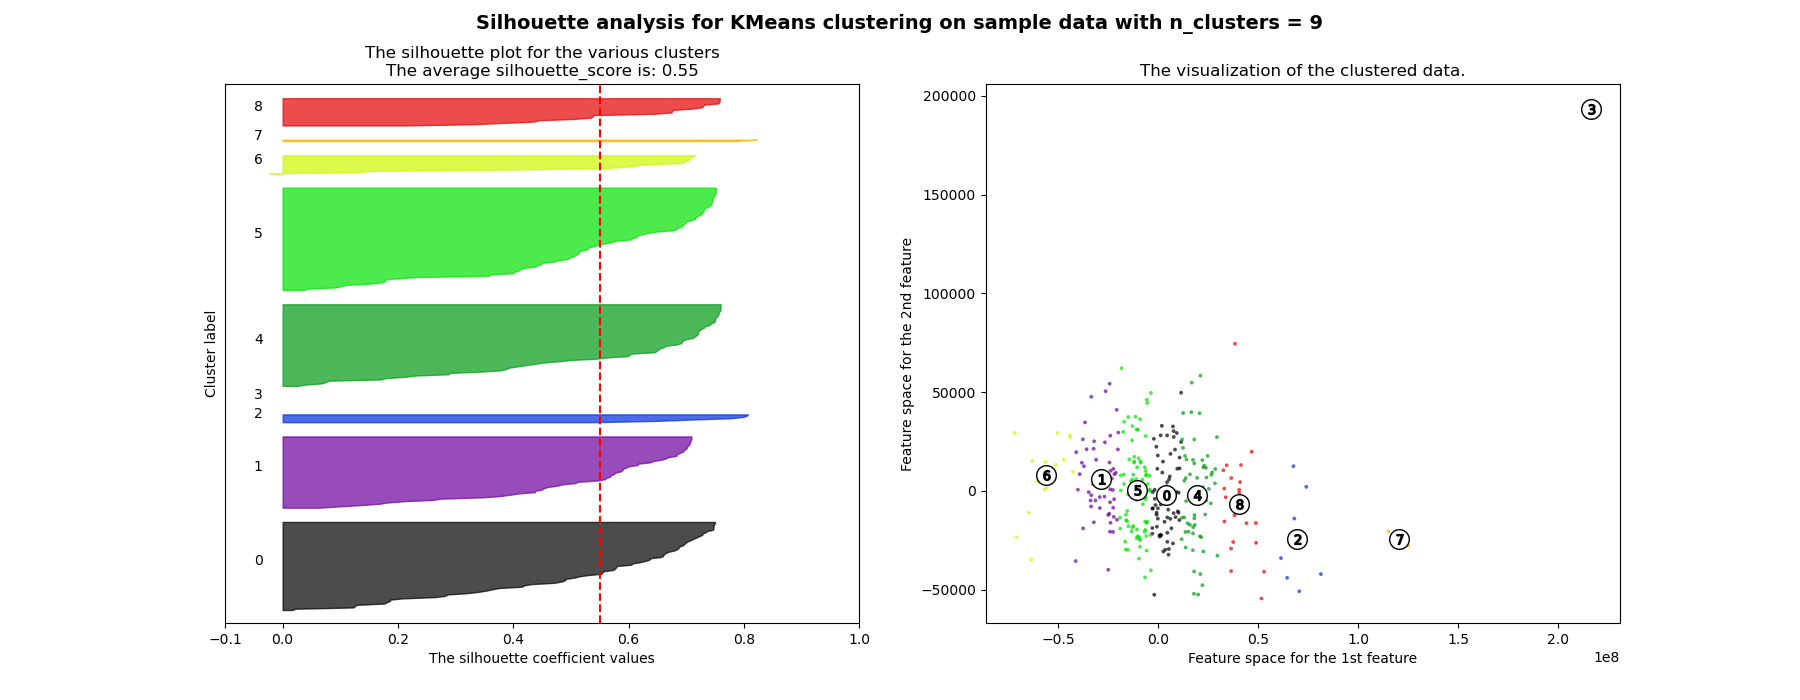 Silhouette analysis for KMeans clustering on sample data with n_clusters = 9
The silhouette plot for the various clusters
The average silhouette_score is: 0.55
Cluster label
8
7
6
5
4
3
2
1
0
−0.1 0.0 0.2 0.4 0.6 0.8 1.0
The silhouette coefficient values
The visualization of the clustered data.
Feature space for the 2nd feature
200000
150000
100000
50000
0
−50000
3
6 1 5 0 4 8 2 7
−0.5 0.0 0.5 1.0 1.5 2.0
1e8
Feature space for the 1st feature